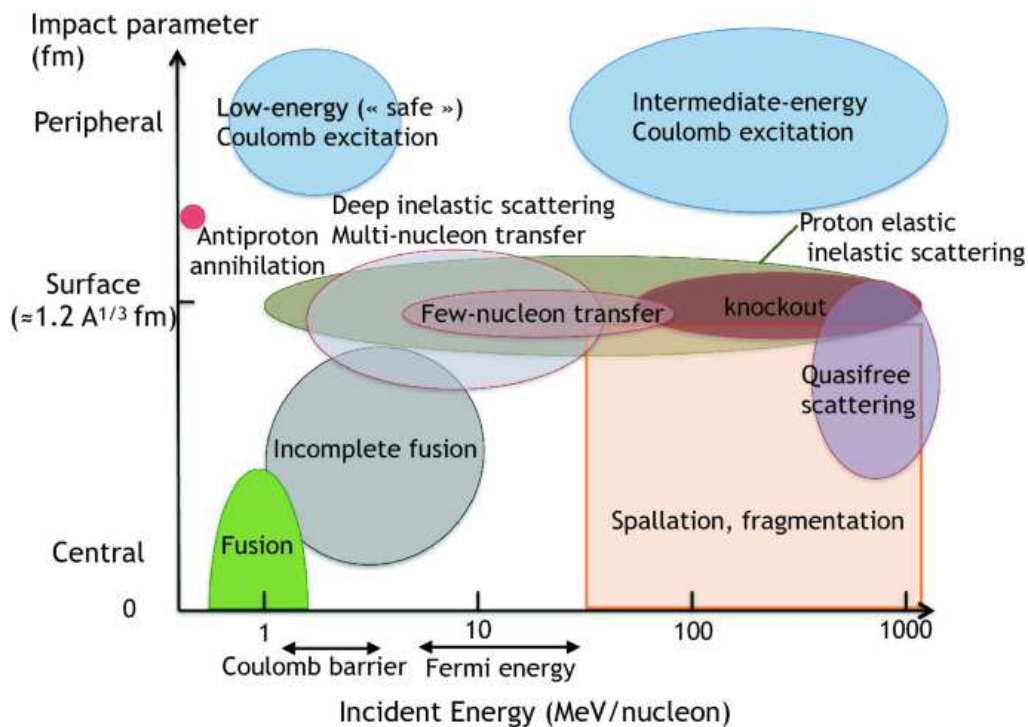 Impact parameter
(fm)
Peripheral
Low-energy (« safe »)
Coulomb excitation
Intermediate-energy
Coulomb excitation
Deep inelastic scattering
Multi-nucleon transfer
Antiproton
annihilation
Proton elastic
inelastic scattering
Surface
(≈1.2 A^{1/3} fm)
Few-nucleon transfer
knockout
Quasifree
scattering
Incomplete fusion
Spallation, fragmentation
Central
Fusion
0
1
10
100
1000
Coulomb barrier
Fermi energy
Incident Energy (MeV/nucleon)